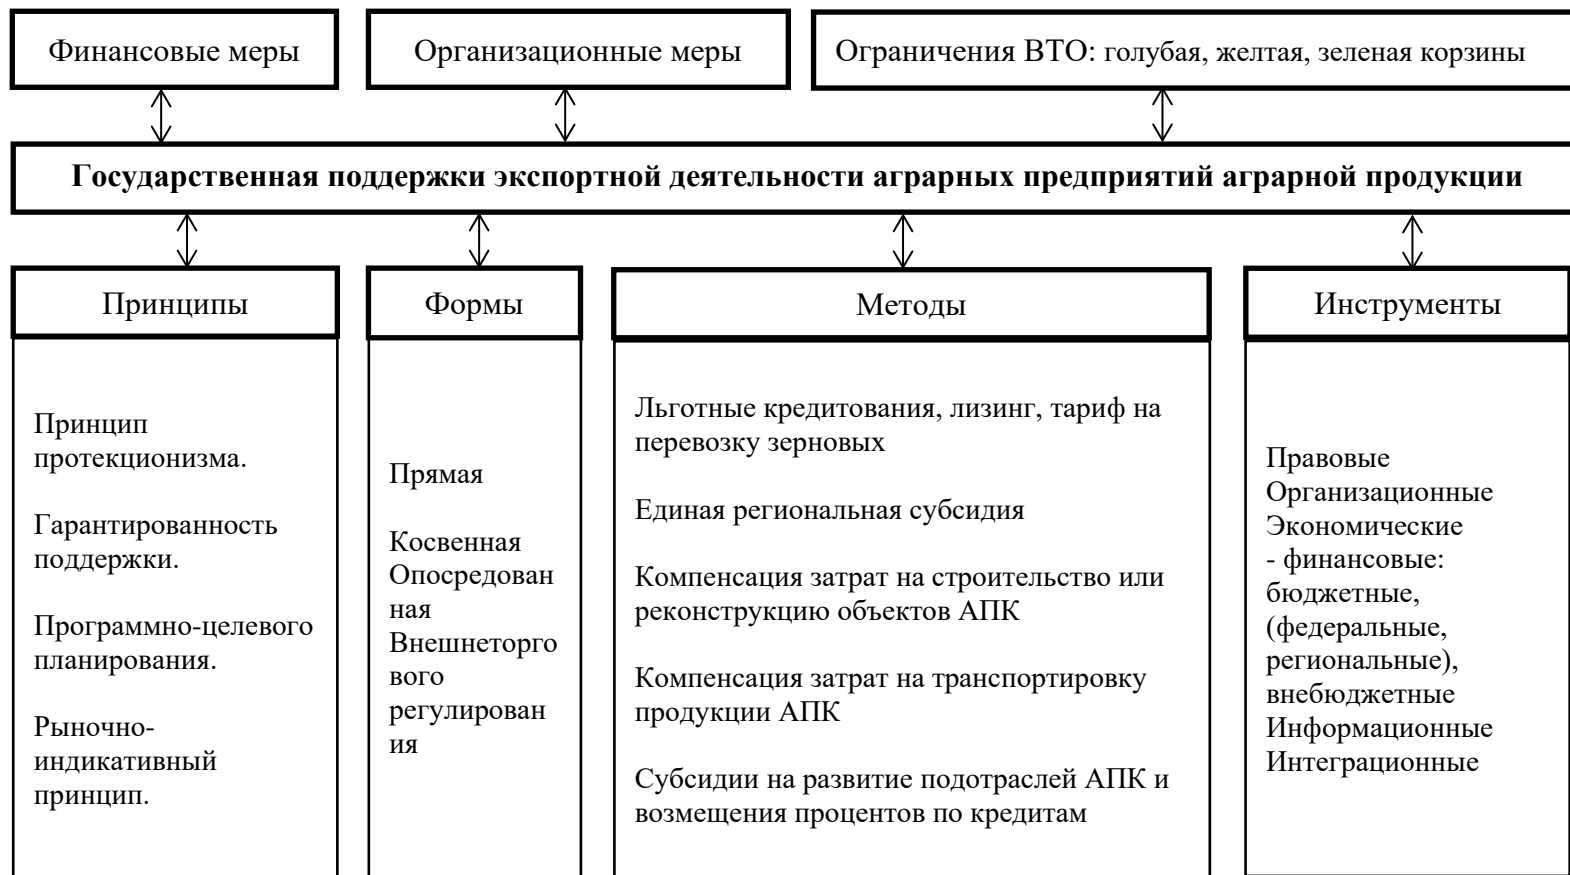 Финансовые меры
Организационные меры
Ограничения ВТО: голубая, желтая, зеленая корзины
Государственная поддержки экспортной деятельности аграрных предприятий аграрной продукции
Принципы
Формы
Методы
Инструменты
Принцип
протекционизма.
Гарантированность
поддержки.
Программно-целевого
планирования.
Рыночно-
индикативный
принцип.
Прямая
Косвенная
Опосредован
ная
Внешнеторго
вого
регулирован
ия
Льготные кредитования, лизинг, тариф на
перевозку зерновых
Единая региональная субсидия
Компенсация затрат на строительство или
реконструкцию объектов АПК
Компенсация затрат на транспортировку
продукции АПК
Субсидии на развитие подотраслей АПК и
возмещения процентов по кредитам
Правовые
Организационные
Экономические
- финансовые:
бюджетные,
(федеральные,
региональные),
внебюджетные
Информационные
Интеграционные